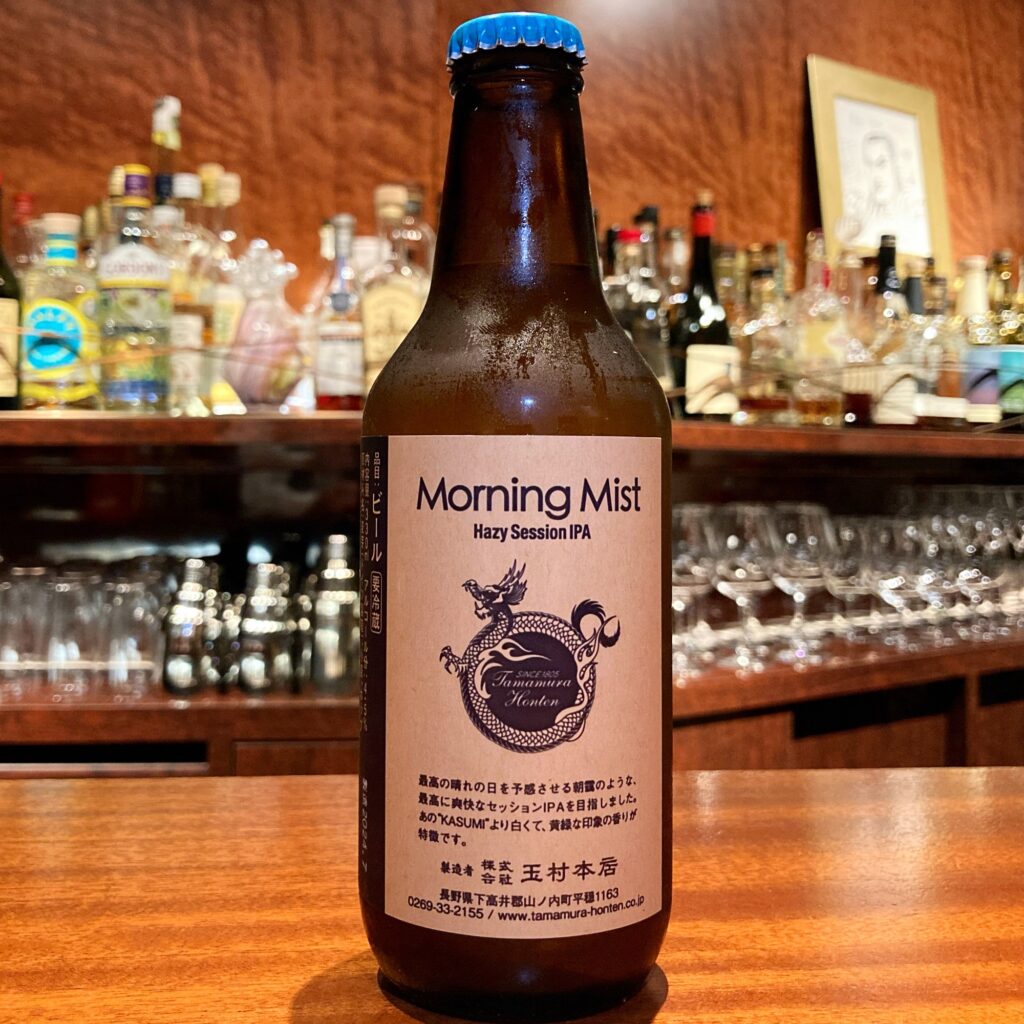 Morning Mist
Hazy Session IPA
SINCE 1805
Tamamura
Honten
最高の晴れの日を予感させる朝靄のような、
最高に爽快なセッションIPAを目指しました。
あの"KASUMI"より白くて、黄緑な印象の香りが
特徴です。
製造者 株式会社 玉村本店
長野県下高井郡山ノ内町平穏1163
0269-33-2155 / www.tamamura-honten.co.jp
品目：ビール 要冷蔵
製造 2024.7